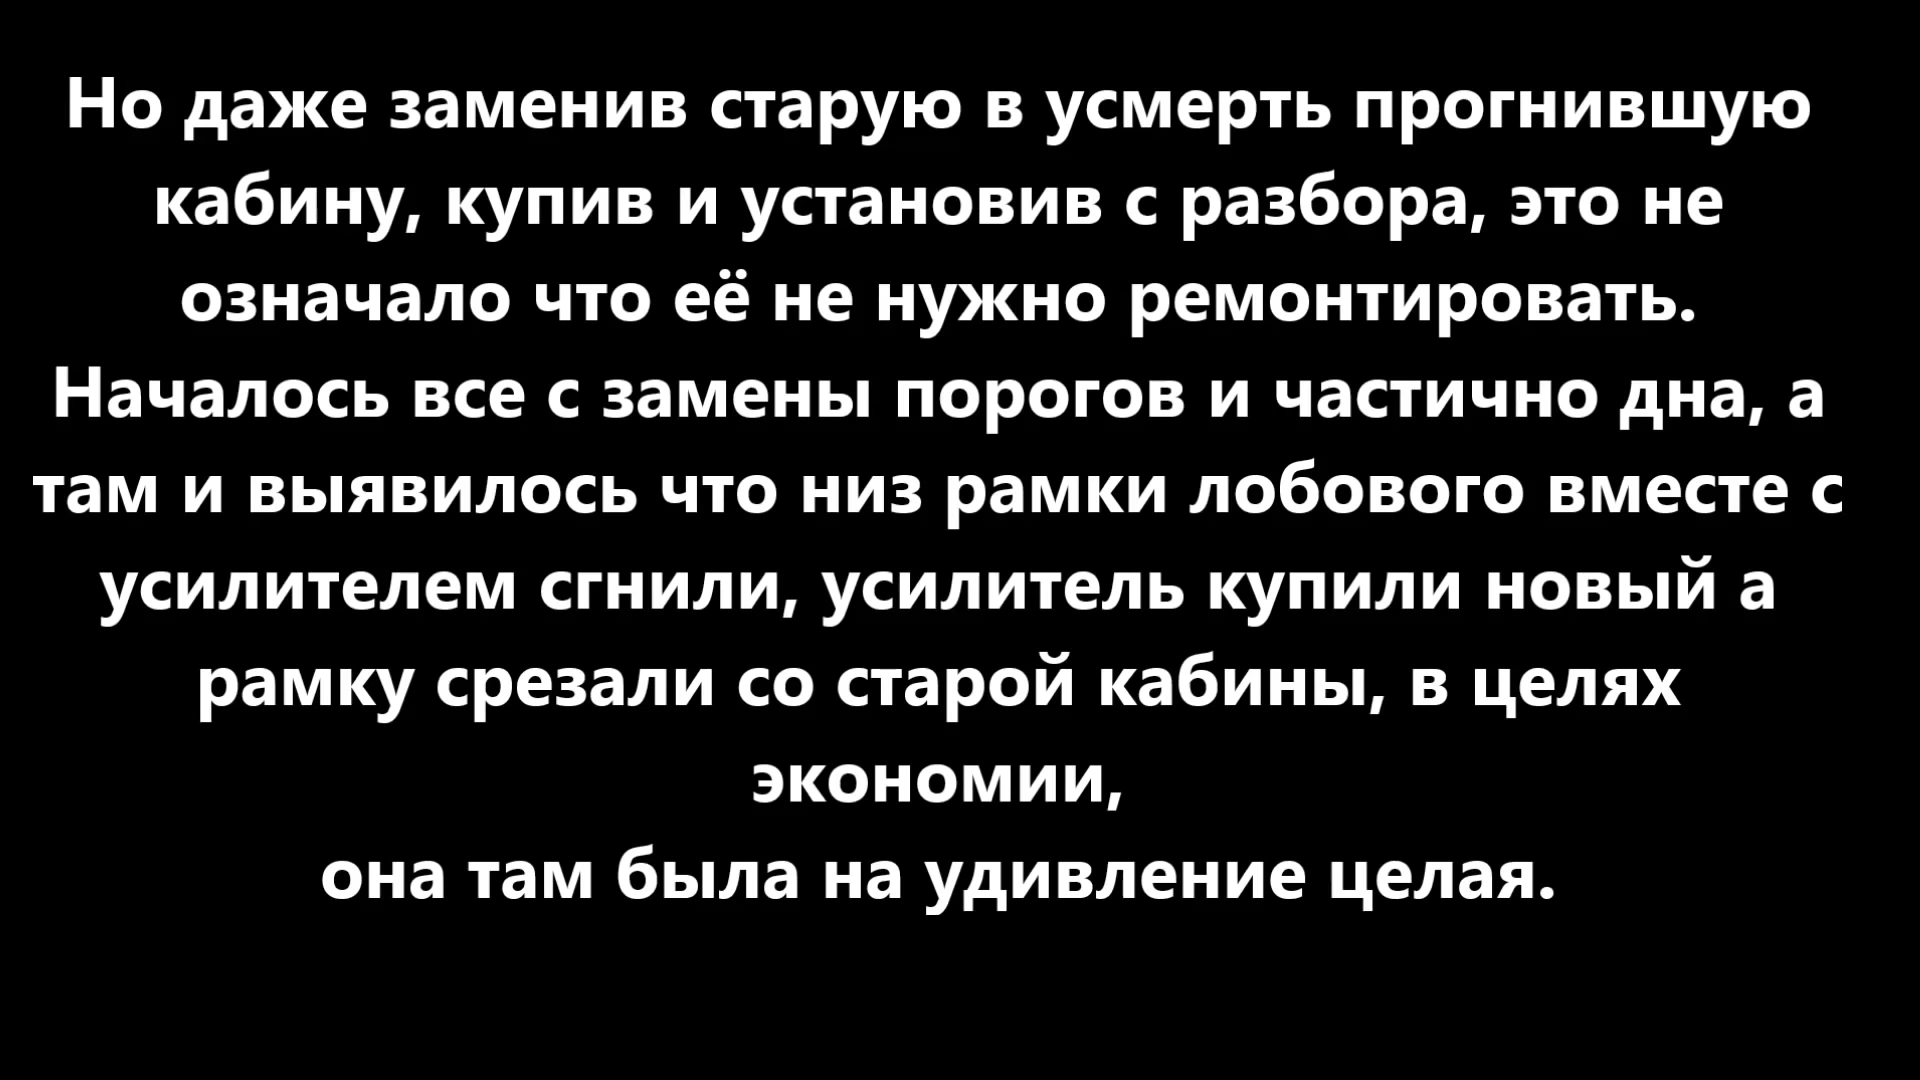 Но даже заменив старую в усмерть прогнившую
кабину, купив и установив с разбора, это не
означало что её не нужно ремонтировать.
Началось все с замены порогов и частично дна, а
там и выявилось что низ рамки лобового вместе с
усилителем сгнили, усилитель купили новый а
рамку срезали со старой кабины, в целях
экономии,
она там была на удивление целая.